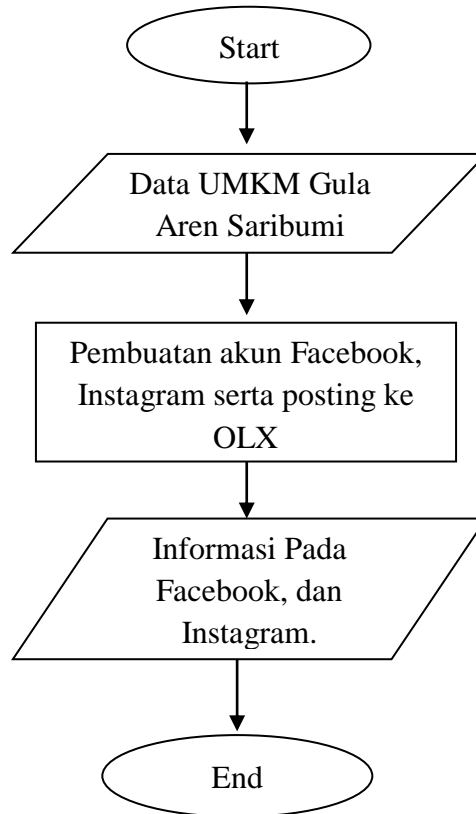 Start
Data UMKM Gula
Aren Saribumi
Pembuatan akun Facebook,
Instagram serta posting ke
OLX
Informasi Pada
Facebook, dan
Instagram.
End